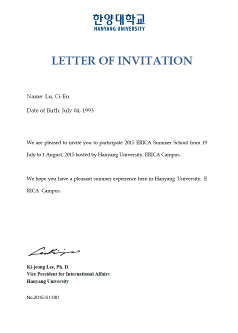 한양대학교
HANYANG UNIVERSITY
LETTER OF INVITATION
Name: Lu, Ci-En
Date of Birth: July 04, 1993
We are pleased to invite you to participate 2015 ERICA Summer School from 19
July to 1 August, 2015 hosted by Hanyang University, ERICA Campus.
We hope you have a pleasant summer experience here in Hanyang University, E
RICA Campus.
Ki-jeong Lee, Ph. D.
Vice President for International Affairs
Hanyang University
No.2015-S1-001